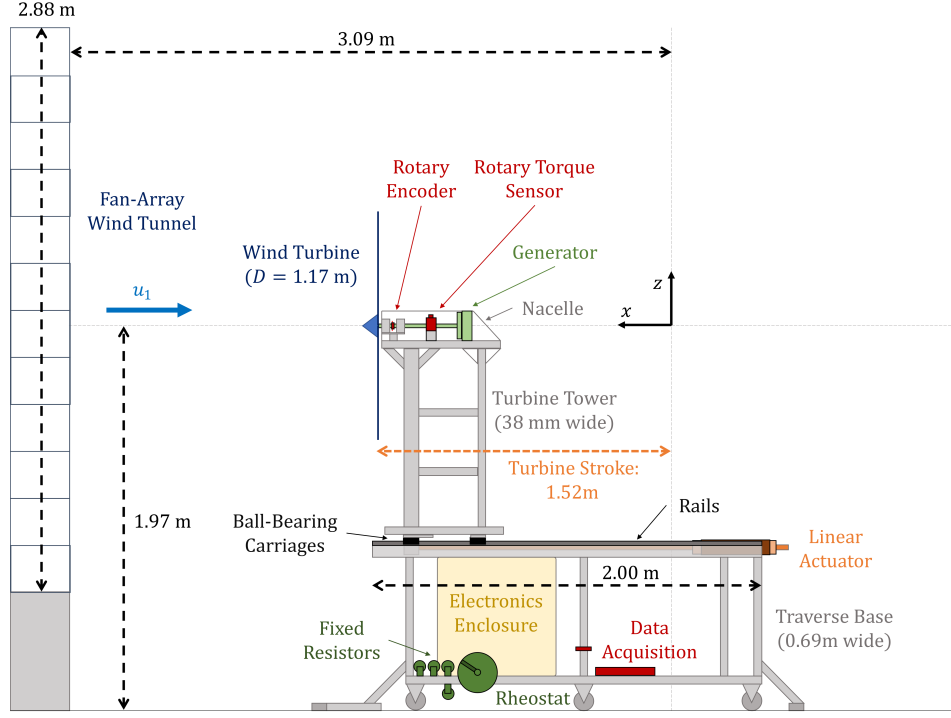 2.88 m
3.09 m
Rotary
Encoder
Rotary Torque
Sensor
Fan-Array
Wind Tunnel
Wind Turbine
(D = 1.17 m)
Generator
u₁
Nacelle
z
x
Turbine Tower
(38 mm wide)
Turbine Stroke:
1.52m
1.97 m
Ball-Bearing
Carriages
Rails
Linear
Actuator
2.00 m
Electronics
Enclosure
Fixed
Resistors
Data
Acquisition
Traverse Base
(0.69m wide)
Rheostat